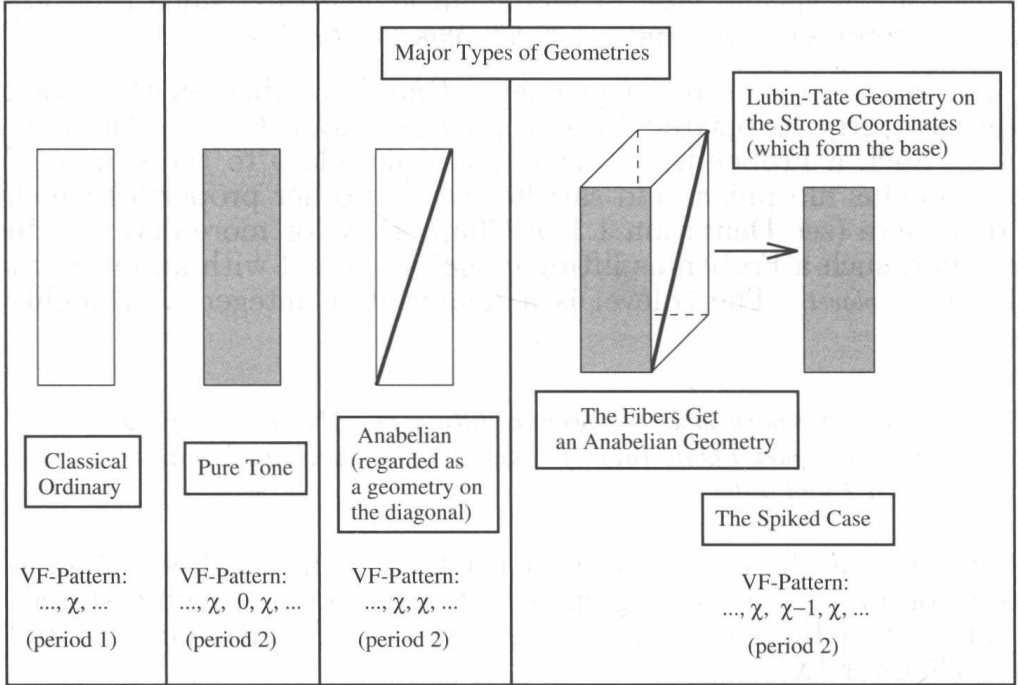 Major Types of Geometries
Lubin-Tate Geometry on
the Strong Coordinates
(which form the base)
The Fibers Get
an Anabelian Geometry
Classical
Ordinary
Pure Tone
Anabelian
(regarded as
a geometry on
the diagonal)
The Spiked Case
VF-Pattern:
..., χ, ...
(period 1)
VF-Pattern:
..., χ, 0, χ, ...
(period 2)
VF-Pattern:
..., χ, χ, ...
(period 2)
VF-Pattern:
..., χ, χ−1, χ, ...
(period 2)